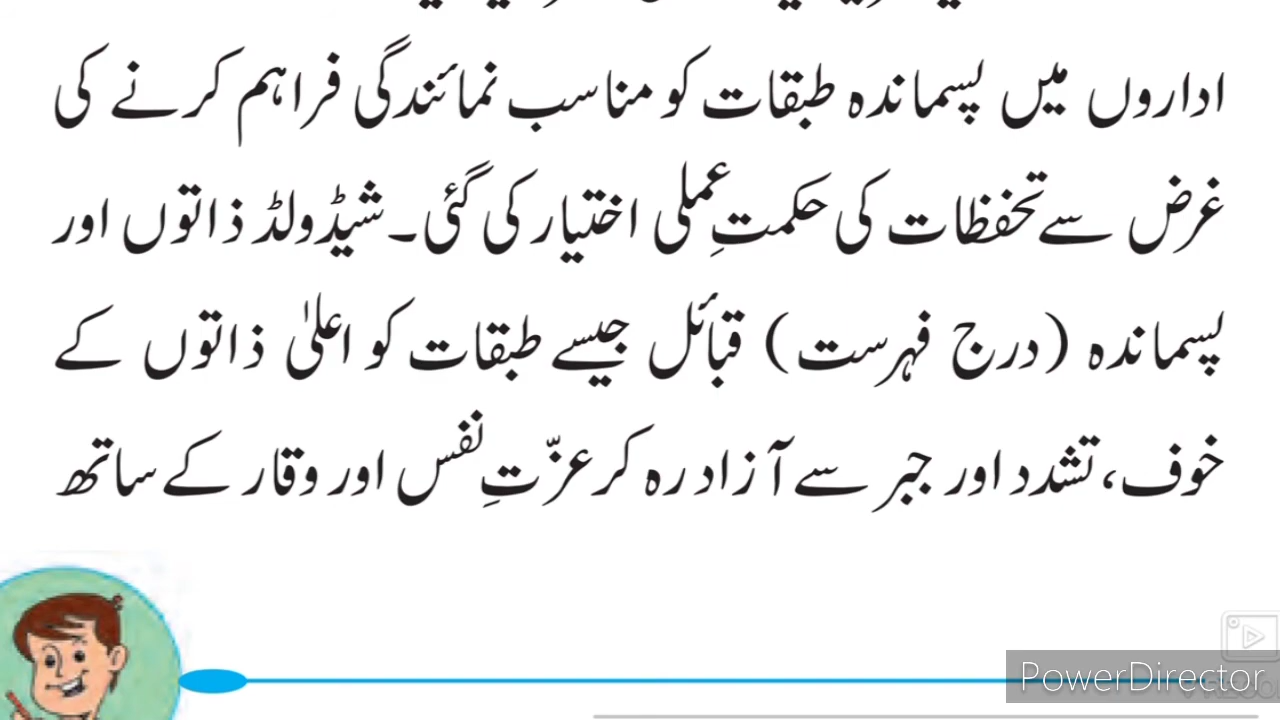 اداروں میں پسماندہ طبقات کو مناسب نمائندگی فراہم کرنے کی
غرض سے تحفظات کی حکمتِ عملی اختیار کی گئی۔ شیڈولڈ ذاتوں اور
پسماندہ (درج فہرست) قبائل جیسے طبقات کو اعلیٰ ذاتوں کے
خوف، تشدد اور جبر سے آزاد رہ کر عزّتِ نفس اور وقار کے ساتھ
PowerDirector